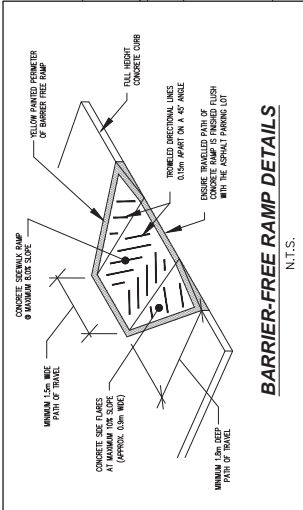 YELLOW PAINTED PERIMETER
OF BARRIER FREE RAMP
FULL HEIGHT
CONCRETE CURB
CONCRETE SIDEWALK RAMP
@ MAXIMUM 8.0% SLOPE
TROWELED DIRECTIONAL LINES
0.15m APART ON A 45° ANGLE
MINIMUM 1.5m WIDE
PATH OF TRAVEL
ENSURE TRAVELLED PATH OF
CONCRETE RAMP IS FINISHED FLUSH
WITH THE ASPHALT PARKING LOT
CONCRETE SIDE FLARES
AT MAXIMUM 10% SLOPE
(APPROX. 0.9m WIDE)
MINIMUM 1.8m DEEP
PATH OF TRAVEL
BARRIER-FREE RAMP DETAILS
N.T.S.